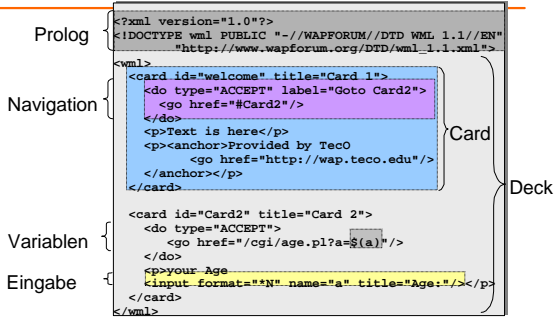 Prolog
<?xml version="1.0"?>
<!DOCTYPE wml PUBLIC "-//WAPFORUM//DTD WML 1.1//EN"
"http://www.wapforum.org/DTD/wml_1.1.xml">
<wml>
<card id="welcome" title="Card 1">
Navigation
<do type="ACCEPT" label="Goto Card2">
<go href="#Card2"/>
</do>
<p>Text is here</p>
Card
<p><anchor>Provided by TecO
<go href="http://wap.teco.edu"/>
</anchor></p>
</card>
Deck
<card id="Card2" title="Card 2">
<do type="ACCEPT">
Variablen
<go href="/cgi/age.pl?a=$(a)"/>
</do>
<p>your Age
Eingabe
<input format="*N" name="a" title="Age:"/></p>
</card>
</wml>